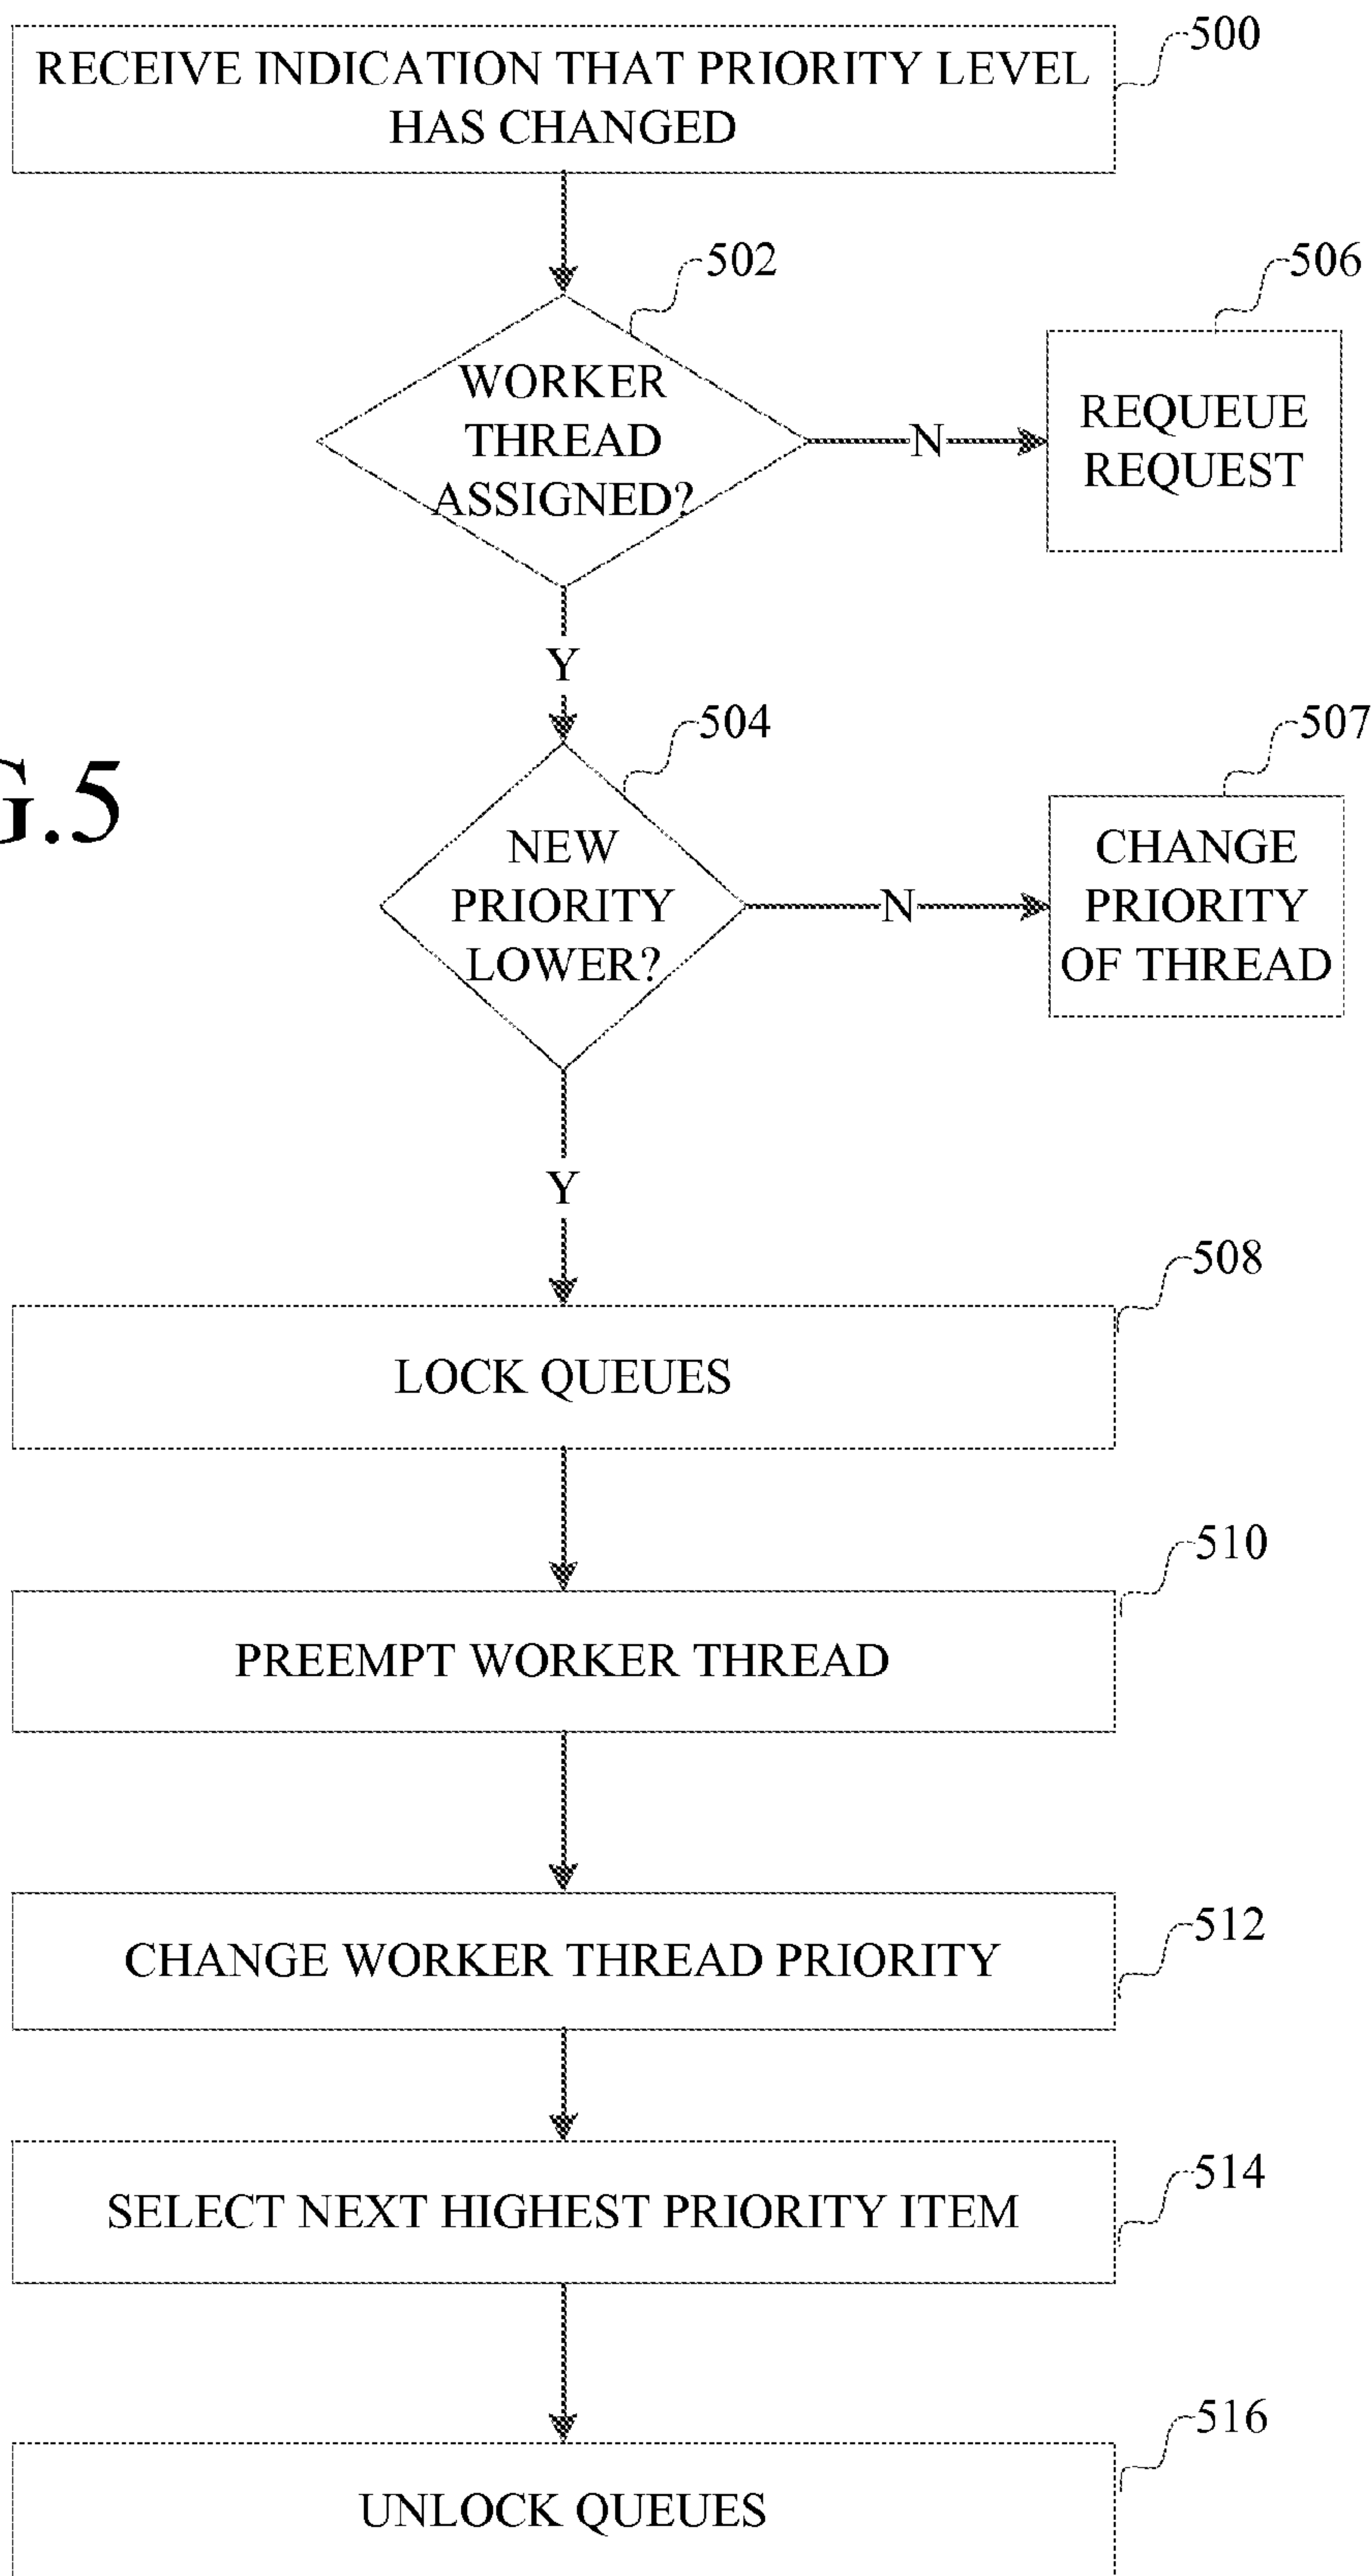 500
RECEIVE INDICATION THAT PRIORITY LEVEL
HAS CHANGED
502
506
WORKER
THREAD
ASSIGNED?
N
REQUEUE
REQUEST
Y
504
507
G.5
NEW
PRIORITY
LOWER?
N
CHANGE
PRIORITY
OF THREAD
Y
508
LOCK QUEUES
510
PREEMPT WORKER THREAD
512
CHANGE WORKER THREAD PRIORITY
514
SELECT NEXT HIGHEST PRIORITY ITEM
516
UNLOCK QUEUES